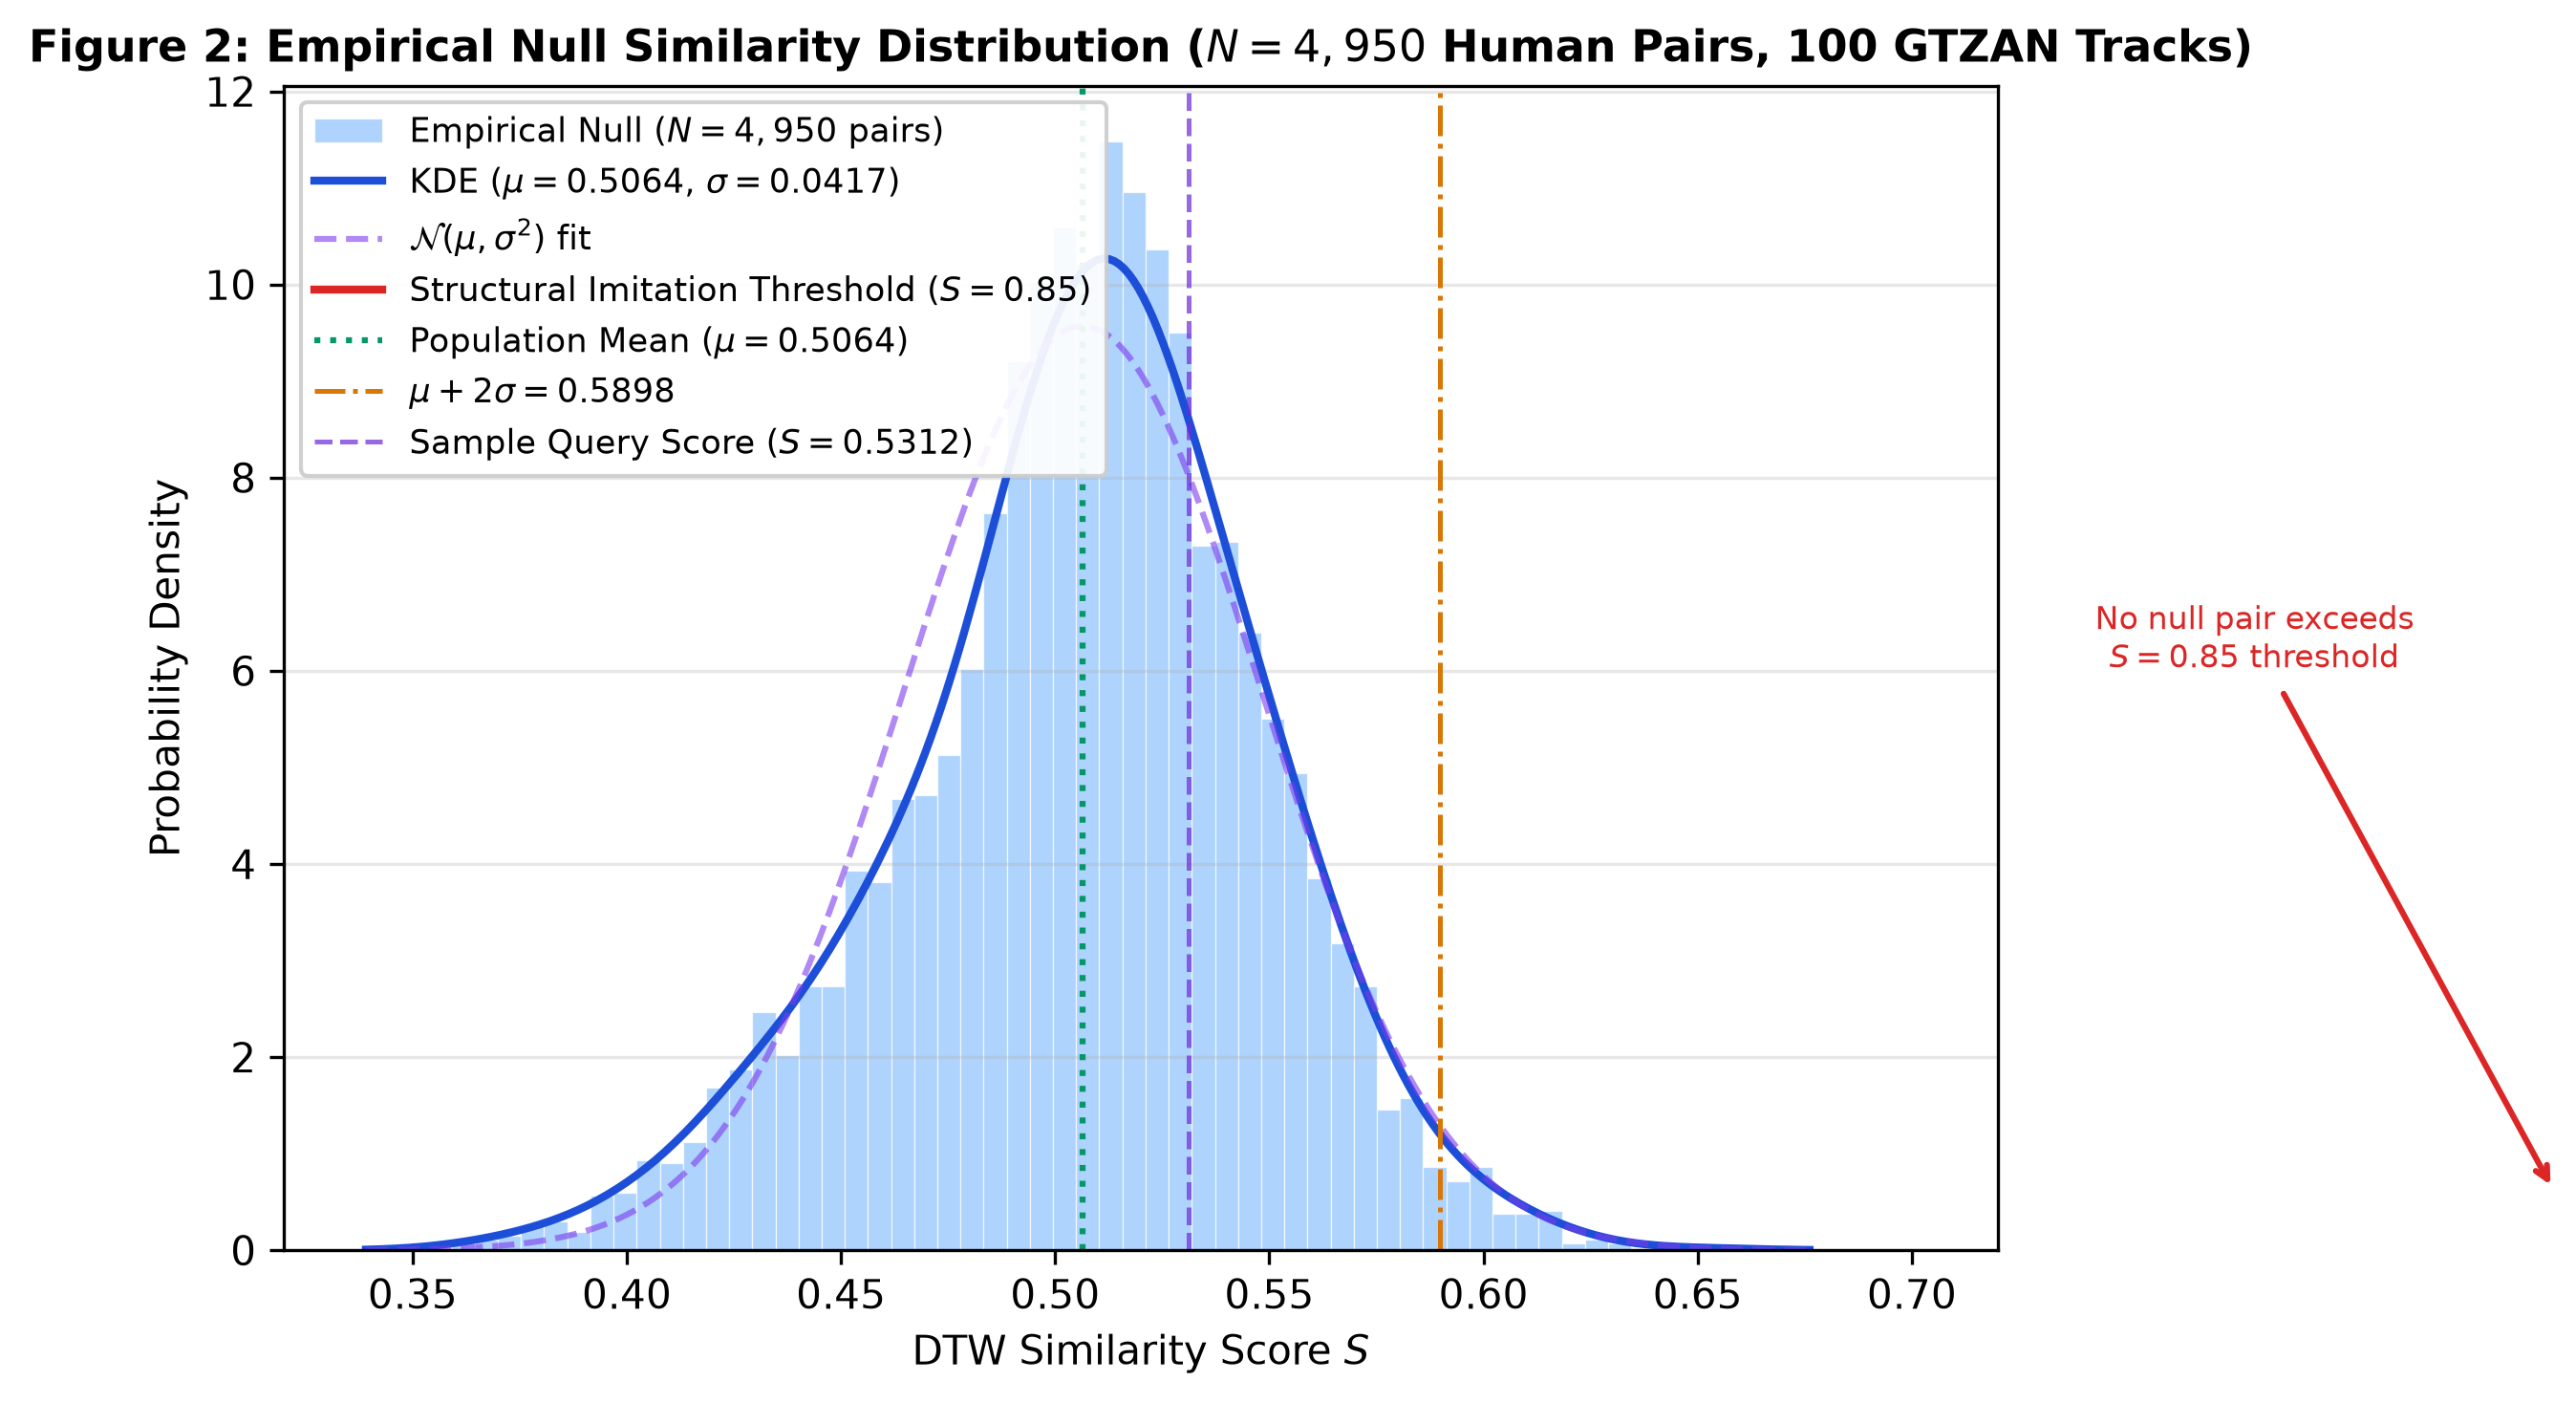 Figure 2: Empirical Null Similarity Distribution (N = 4, 950 Human Pairs, 100 GTZAN Tracks)
12
10
8
6
4
2
0
Probability Density
Empirical Null (N = 4, 950 pairs)
KDE (μ = 0.5064, σ = 0.0417)
𝒩(μ, σ²) fit
Structural Imitation Threshold (S = 0.85)
Population Mean (μ = 0.5064)
μ + 2σ = 0.5898
Sample Query Score (S = 0.5312)
No null pair exceeds
S = 0.85 threshold
0.35 0.40 0.45 0.50 0.55 0.60 0.65 0.70
DTW Similarity Score S